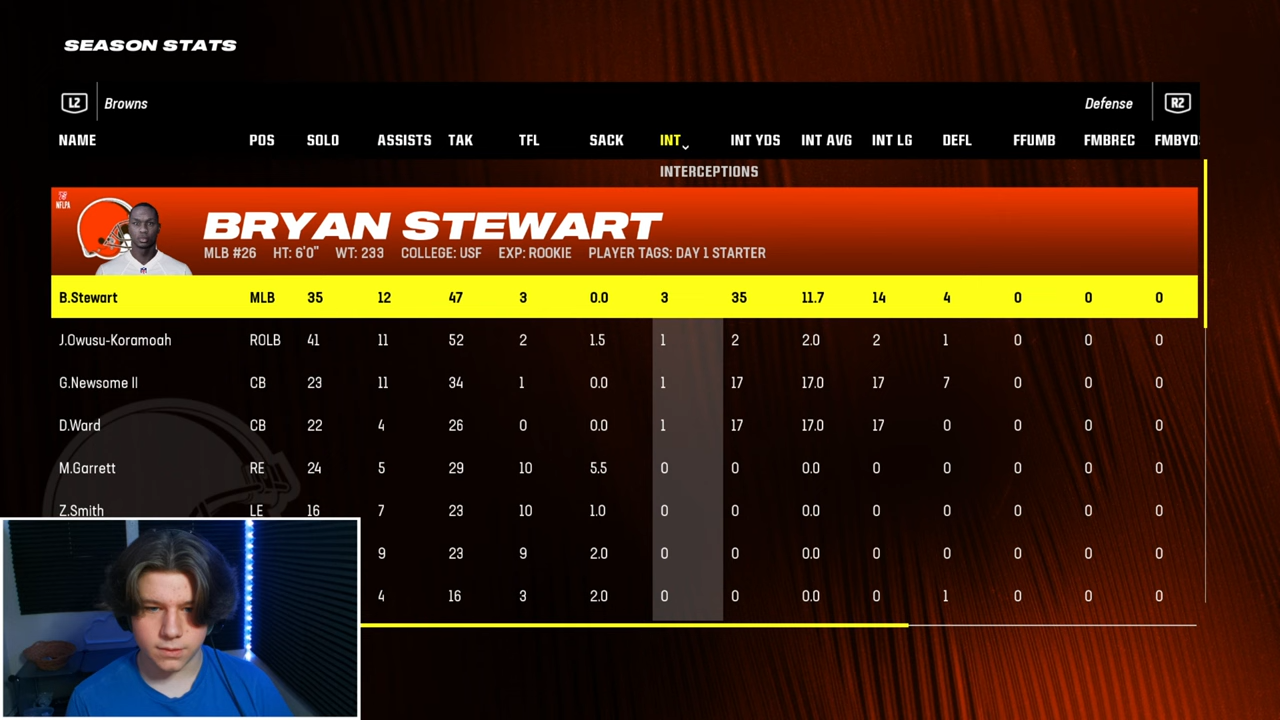 SEASON STATS
L2 Browns Defense R2
NAME POS SOLO ASSISTS TAK TFL SACK INT INT YDS INT AVG INT LG DEFL FFUMB FMBREC FMBYD
INTERCEPTIONS
NFLPA
BRYAN STEWART
MLB #26 HT: 6'0" WT: 233 COLLEGE: USF EXP: ROOKIE PLAYER TAGS: DAY 1 STARTER
B.Stewart MLB 35 12 47 3 0.0 3 35 11.7 14 4 0 0 0
J.Owusu-Koramoah ROLB 41 11 52 2 1.5 1 2 2.0 2 1 0 0 0
G.Newsome II CB 23 11 34 1 0.0 1 17 17.0 17 7 0 0 0
D.Ward CB 22 4 26 0 0.0 1 17 17.0 17 0 0 0 0
M.Garrett RE 24 5 29 10 5.5 0 0 0.0 0 0 0 0 0
Z.Smith LE 16 7 23 10 1.0 0 0 0.0 0 0 0 0 0
9 23 9 2.0 0 0 0.0 0 0 0 0 0
4 16 3 2.0 0 0 0.0 0 1 0 0 0